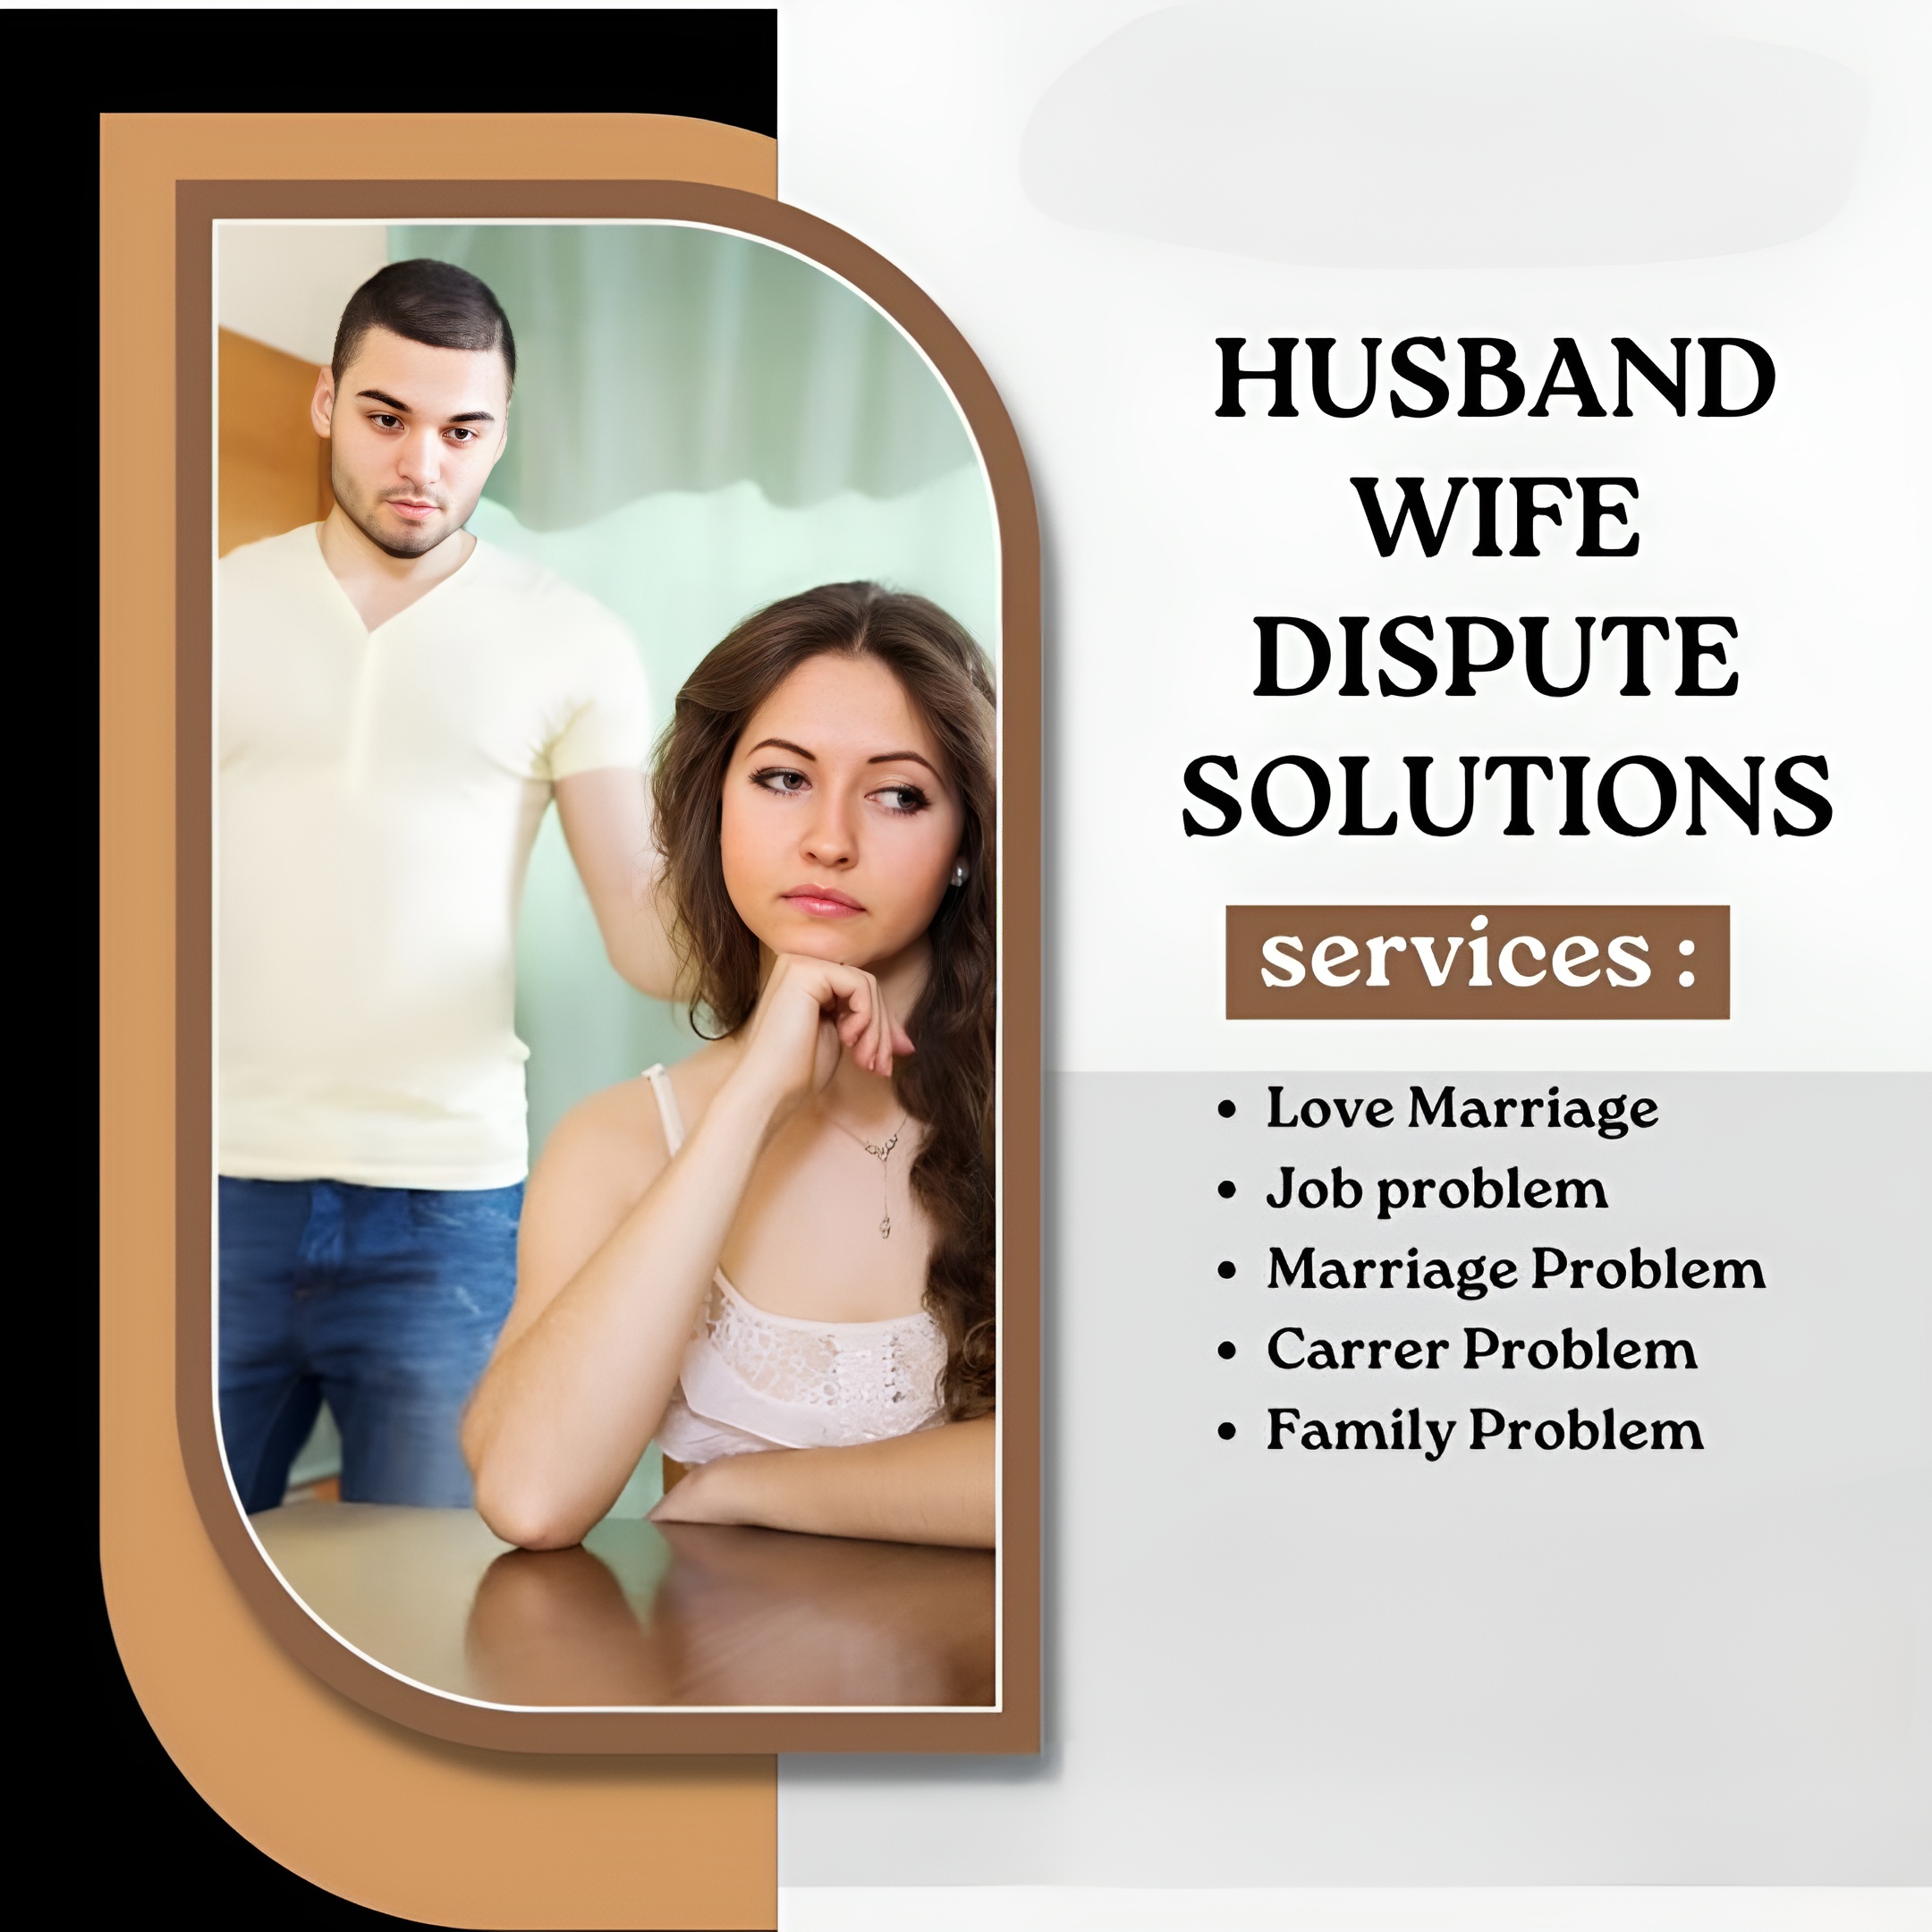 HUSBAND
WIFE
DISPUTE
SOLUTIONS
services :
• Love Marriage
• Job problem
• Marriage Problem
• Carrer Problem
• Family Problem